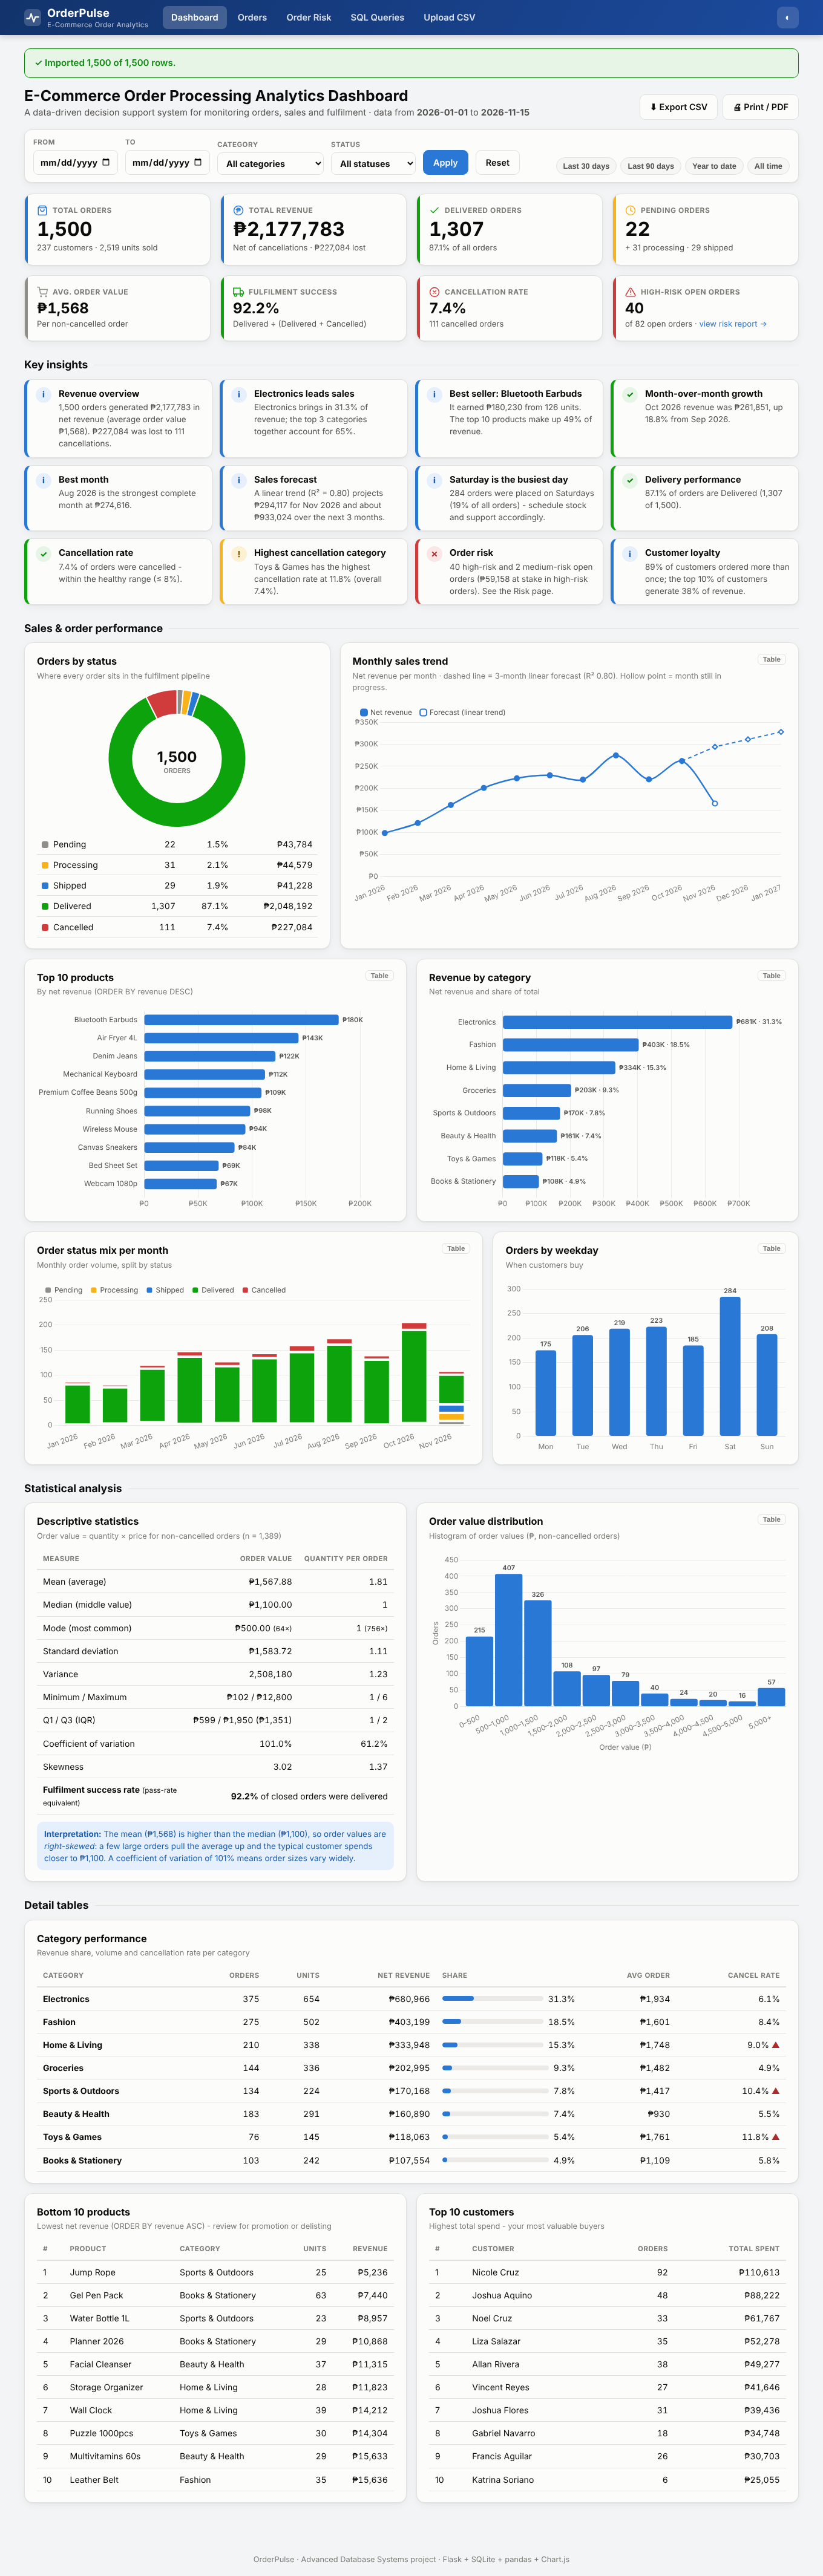 OrderPulse
E-Commerce Order Analytics
Dashboard Orders Order Risk SQL Queries Upload CSV
✓ Imported 1,500 of 1,500 rows.
E-Commerce Order Processing Analytics Dashboard
A data-driven decision support system for monitoring orders, sales and fulfilment · data from 2026-01-01 to 2026-11-15
⬇ Export CSV 🖨 Print / PDF
FROM TO CATEGORY STATUS
mm/dd/yyyy mm/dd/yyyy All categories All statuses Apply Reset Last 30 days Last 90 days Year to date All time
TOTAL ORDERS
1,500
237 customers · 2,519 units sold
TOTAL REVENUE
₱2,177,783
Net of cancellations · ₱227,084 lost
DELIVERED ORDERS
1,307
87.1% of all orders
PENDING ORDERS
22
+ 31 processing · 29 shipped
AVG. ORDER VALUE
₱1,568
Per non-cancelled order
FULFILMENT SUCCESS
92.2%
Delivered ÷ (Delivered + Cancelled)
CANCELLATION RATE
7.4%
111 cancelled orders
HIGH-RISK OPEN ORDERS
40
of 82 open orders · view risk report →
Key insights
Revenue overview
1,500 orders generated ₱2,177,783 in
net revenue (average order value
₱1,568). ₱227,084 was lost to 111
cancellations.
Electronics leads sales
Electronics brings in 31.3% of
revenue; the top 3 categories
together account for 65%.
Best seller: Bluetooth Earbuds
It earned ₱180,230 from 126 units.
The top 10 products make up 49% of
revenue.
Month-over-month growth
Oct 2026 revenue was ₱261,851, up
18.8% from Sep 2026.
Best month
Aug 2026 is the strongest complete
month at ₱274,616.
Sales forecast
A linear trend (R² = 0.80) projects
₱294,117 for Nov 2026 and about
₱933,024 over the next 3 months.
Saturday is the busiest day
284 orders were placed on Saturdays
(19% of all orders) - schedule stock
and support accordingly.
Delivery performance
87.1% of orders are Delivered (1,307
of 1,500).
Cancellation rate
7.4% of orders were cancelled -
within the healthy range (≤ 8%).
Highest cancellation category
Toys & Games has the highest
cancellation rate at 11.8% (overall
7.4%).
Order risk
40 high-risk and 2 medium-risk open
orders (₱59,158 at stake in high-risk
orders). See the Risk page.
Customer loyalty
89% of customers ordered more than
once; the top 10% of customers
generate 38% of revenue.
Sales & order performance
Orders by status
Where every order sits in the fulfilment pipeline
1,500
ORDERS
Pending 22 1.5% ₱43,784
Processing 31 2.1% ₱44,579
Shipped 29 1.9% ₱41,228
Delivered 1,307 87.1% ₱2,048,192
Cancelled 111 7.4% ₱227,084
Monthly sales trend
Table
Net revenue per month · dashed line = 3-month linear forecast (R² 0.80). Hollow point = month still in
progress.
Net revenue Forecast (linear trend)
₱350K
₱300K
₱250K
₱200K
₱150K
₱100K
₱50K
₱0
Jan 2026 Feb 2026 Mar 2026 Apr 2026 May 2026 Jun 2026 Jul 2026 Aug 2026 Sep 2026 Oct 2026 Nov 2026 Dec 2026 Jan 2027
Top 10 products
Table
By net revenue (ORDER BY revenue DESC)
Bluetooth Earbuds ₱180K
Air Fryer 4L ₱143K
Denim Jeans ₱122K
Mechanical Keyboard ₱112K
Premium Coffee Beans 500g ₱109K
Running Shoes ₱98K
Wireless Mouse ₱94K
Canvas Sneakers ₱84K
Bed Sheet Set ₱69K
Webcam 1080p ₱67K
₱0 ₱50K ₱100K ₱150K ₱200K
Revenue by category
Table
Net revenue and share of total
Electronics ₱681K · 31.3%
Fashion ₱403K · 18.5%
Home & Living ₱334K · 15.3%
Groceries ₱203K · 9.3%
Sports & Outdoors ₱170K · 7.8%
Beauty & Health ₱161K · 7.4%
Toys & Games ₱118K · 5.4%
Books & Stationery ₱108K · 4.9%
₱0 ₱100K ₱200K ₱300K ₱400K ₱500K ₱600K ₱700K
Order status mix per month
Table
Monthly order volume, split by status
Pending Processing Shipped Delivered Cancelled
250
200
150
100
50
0
Jan 2026 Feb 2026 Mar 2026 Apr 2026 May 2026 Jun 2026 Jul 2026 Aug 2026 Sep 2026 Oct 2026 Nov 2026
Orders by weekday
Table
When customers buy
300
250
200
150
100
50
0
175 206 219 223 185 284 208
Mon Tue Wed Thu Fri Sat Sun
Statistical analysis
Descriptive statistics
Order value = quantity × price for non-cancelled orders (n = 1,389)
MEASURE ORDER VALUE QUANTITY PER ORDER
Mean (average) ₱1,567.88 1.81
Median (middle value) ₱1,100.00 1
Mode (most common) ₱500.00 (64×) 1 (756×)
Standard deviation ₱1,583.72 1.11
Variance 2,508,180 1.23
Minimum / Maximum ₱102 / ₱12,800 1 / 6
Q1 / Q3 (IQR) ₱599 / ₱1,950 (₱1,351) 1 / 2
Coefficient of variation 101.0% 61.2%
Skewness 3.02 1.37
Fulfilment success rate (pass-rate
equivalent) 92.2% of closed orders were delivered
Interpretation: The mean (₱1,568) is higher than the median (₱1,100), so order values are
right-skewed: a few large orders pull the average up and the typical customer spends
closer to ₱1,100. A coefficient of variation of 101% means order sizes vary widely.
Order value distribution
Table
Histogram of order values (₱, non-cancelled orders)
Orders
450
400
350
300
250
200
150
100
50
0
215 407 326 108 97 79 40 24 20 16 57
0–500 500–1,000 1,000–1,500 1,500–2,000 2,000–2,500 2,500–3,000 3,000–3,500 3,500–4,000 4,000–4,500 4,500–5,000 5,000+
Order value (₱)
Detail tables
Category performance
Revenue share, volume and cancellation rate per category
CATEGORY ORDERS UNITS NET REVENUE SHARE AVG ORDER CANCEL RATE
Electronics 375 654 ₱680,966 31.3% ₱1,934 6.1%
Fashion 275 502 ₱403,199 18.5% ₱1,601 8.4%
Home & Living 210 338 ₱333,948 15.3% ₱1,748 9.0% ▲
Groceries 144 336 ₱202,995 9.3% ₱1,482 4.9%
Sports & Outdoors 134 224 ₱170,168 7.8% ₱1,417 10.4% ▲
Beauty & Health 183 291 ₱160,890 7.4% ₱930 5.5%
Toys & Games 76 145 ₱118,063 5.4% ₱1,761 11.8% ▲
Books & Stationery 103 242 ₱107,554 4.9% ₱1,109 5.8%
Bottom 10 products
Lowest net revenue (ORDER BY revenue ASC) - review for promotion or delisting
# PRODUCT CATEGORY UNITS REVENUE
1 Jump Rope Sports & Outdoors 25 ₱5,236
2 Gel Pen Pack Books & Stationery 63 ₱7,440
3 Water Bottle 1L Sports & Outdoors 23 ₱8,957
4 Planner 2026 Books & Stationery 29 ₱10,868
5 Facial Cleanser Beauty & Health 37 ₱11,315
6 Storage Organizer Home & Living 28 ₱11,823
7 Wall Clock Home & Living 39 ₱14,212
8 Puzzle 1000pcs Toys & Games 30 ₱14,304
9 Multivitamins 60s Beauty & Health 29 ₱15,633
10 Leather Belt Fashion 35 ₱15,636
Top 10 customers
Highest total spend - your most valuable buyers
# CUSTOMER ORDERS TOTAL SPENT
1 Nicole Cruz 92 ₱110,613
2 Joshua Aquino 48 ₱88,222
3 Noel Cruz 33 ₱61,767
4 Liza Salazar 35 ₱52,278
5 Allan Rivera 38 ₱49,277
6 Vincent Reyes 27 ₱41,646
7 Joshua Flores 31 ₱39,436
8 Gabriel Navarro 18 ₱34,748
9 Francis Aguilar 26 ₱30,703
10 Katrina Soriano 6 ₱25,055
OrderPulse · Advanced Database Systems project · Flask + SQLite + pandas + Chart.js